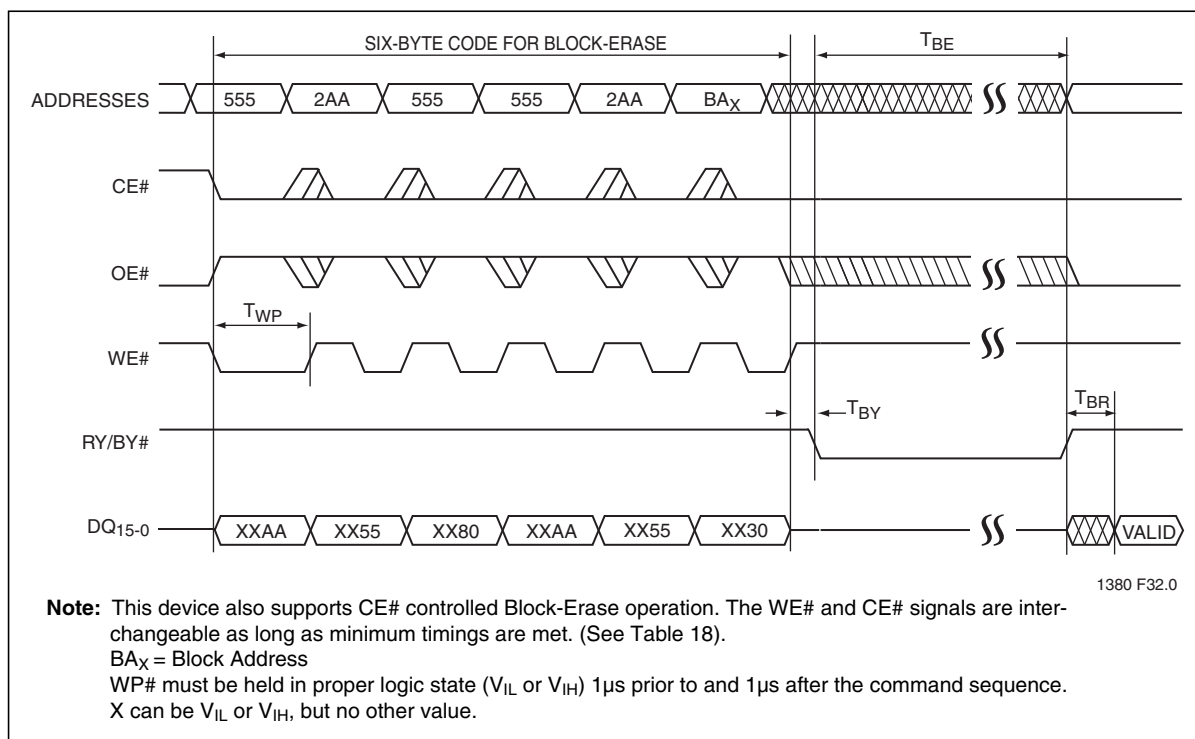 SIX-BYTE CODE FOR BLOCK-ERASE
TBE
ADDRESSES
555
2AA
555
555
2AA
BAX
CE#
OE#
TWP
WE#
TBY
TBR
RY/BY#
DQ15-0
XXAA
XX55
XX80
XXAA
XX55
XX30
VALID
1380 F32.0
Note: This device also supports CE# controlled Block-Erase operation. The WE# and CE# signals are inter-
changeable as long as minimum timings are met. (See Table 18).
BAX = Block Address
WP# must be held in proper logic state (VIL or VIH) 1µs prior to and 1µs after the command sequence.
X can be VIL or VIH, but no other value.